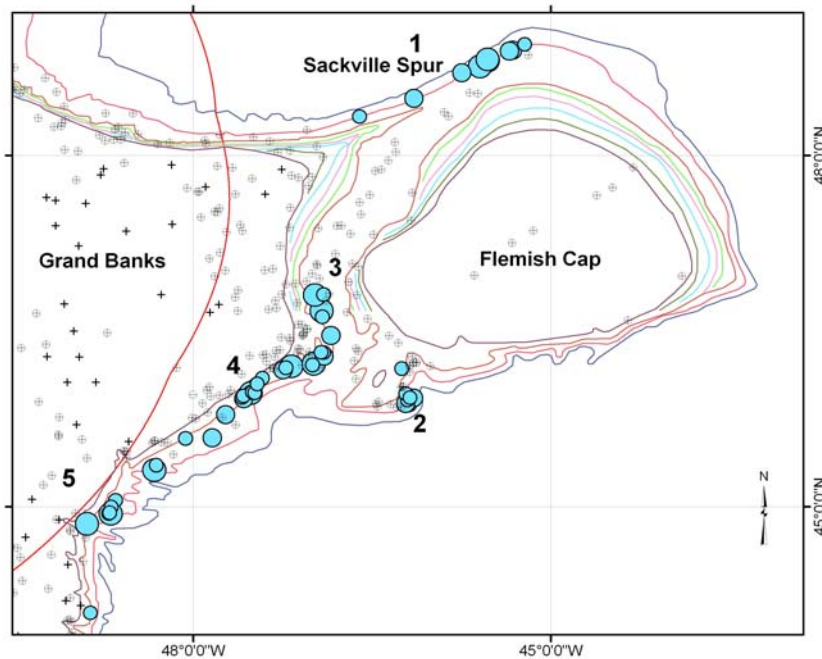 1
Sackville Spur
48°0'0"N
Grand Banks
Flemish Cap
3
4
2
5
N
45°0'0"N
48°0'0"W
45°0'0"W